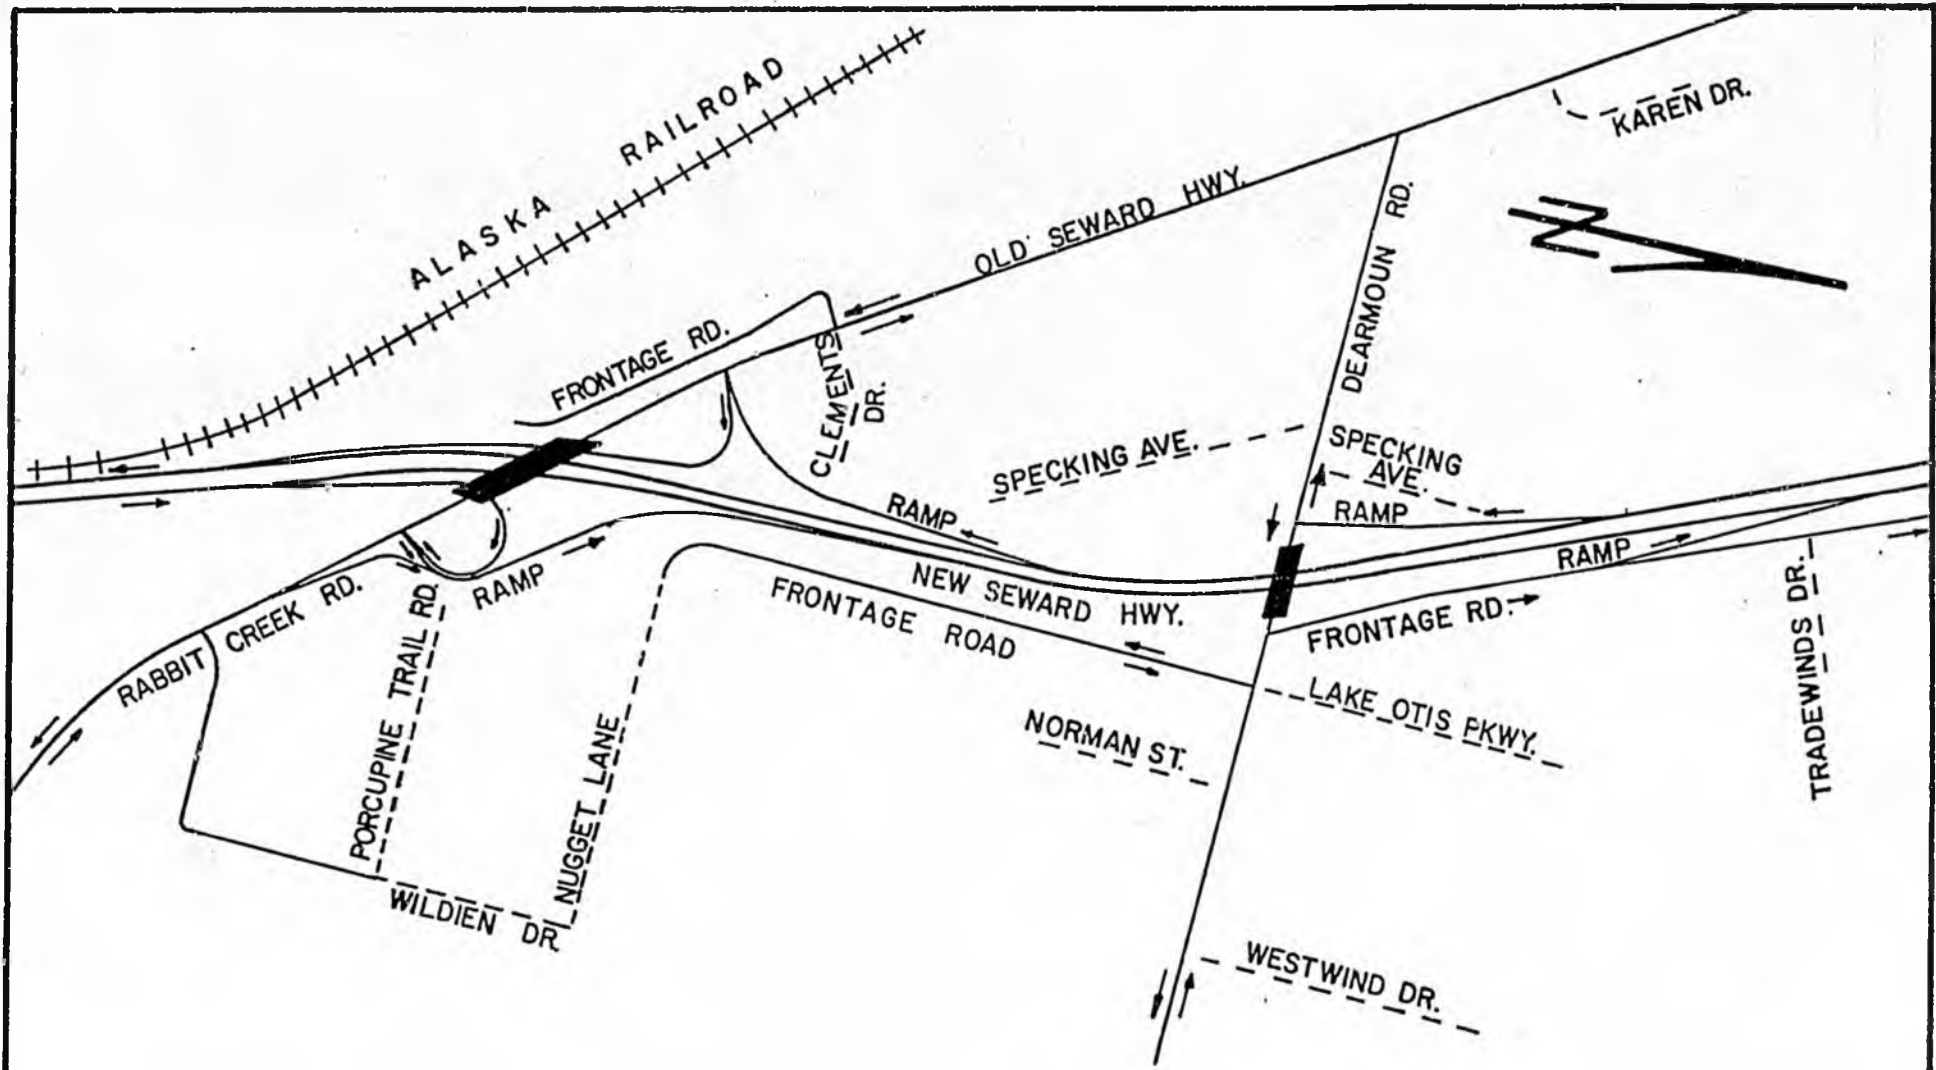 ALASKA RAILROAD
KAREN DR.
OLD SEWARD HWY.
DEARMOUN RD.
N
FRONTAGE RD.
CLEMENTS
DR.
SPECKING AVE.
SPECKING
AVE.
RAMP
RAMP
RAMP
RAMP
NEW SEWARD HWY.
FRONTAGE ROAD
FRONTAGE RD.
RABBIT CREEK RD.
PORCUPINE TRAIL RD.
NUGGET LANE
WILDIEN DR.
NORMAN ST.
LAKE OTIS PKWY.
TRADEWINDS DR.
WESTWIND DR.